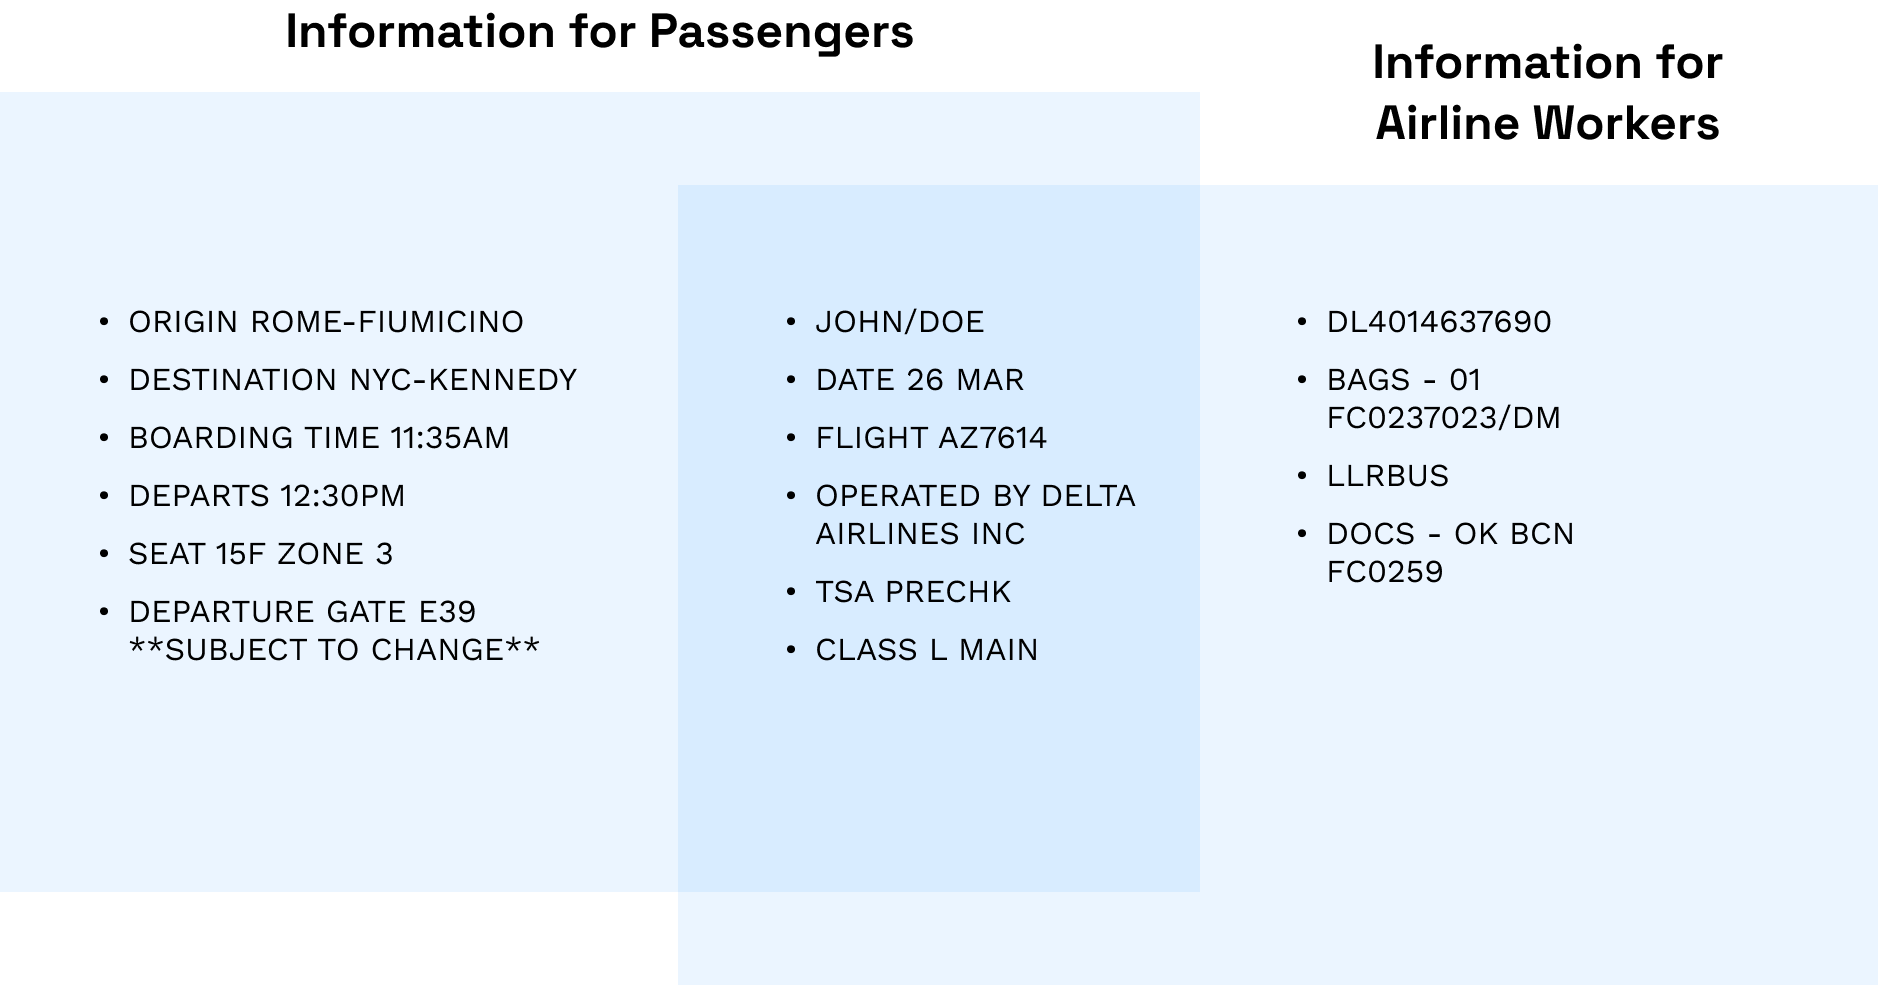 Information for Passengers
Information for
Airline Workers
• ORIGIN ROME-FIUMICINO
• DESTINATION NYC-KENNEDY
• BOARDING TIME 11:35AM
• DEPARTS 12:30PM
• SEAT 15F ZONE 3
• DEPARTURE GATE E39
**SUBJECT TO CHANGE**
• JOHN/DOE
• DATE 26 MAR
• FLIGHT AZ7614
• OPERATED BY DELTA
AIRLINES INC
• TSA PRECHK
• CLASS L MAIN
• DL4014637690
• BAGS - 01
FC0237023/DM
• LLRBUS
• DOCS - OK BCN
FC0259